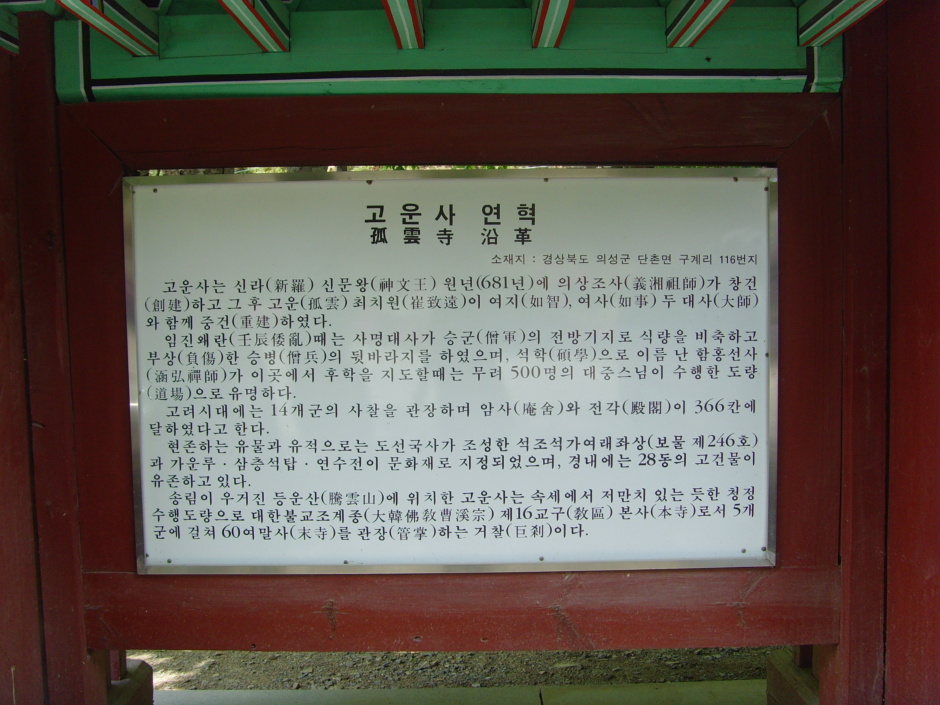 고운사 연혁
孤雲寺 沿革
소재지 : 경상북도 의성군 단촌면 구계리 116번지
고운사는 신라(新羅) 신문왕(神文王) 원년(681년)에 의상조사(義湘祖師)가 창건
(創建)하고 그 후 고운(孤雲) 최치원(崔致遠)이 여지(如智), 여사(如事) 두 대사(大師)
와 함께 중건(重建)하였다.
임진왜란(壬辰倭亂)때는 사명대사가 승군(僧軍)의 전방기지로 식량을 비축하고
부상(負傷)한 승병(僧兵)의 뒷바라지를 하였으며, 석학(碩學)으로 이름 난 함홍선사
(涵弘禪師)가 이곳에서 후학을 지도할때는 무려 500명의 대중스님이 수행한 도량
(道場)으로 유명하다.
고려시대에는 14개군의 사찰을 관장하며 암사(庵舍)와 전각(殿閣)이 366칸에
달하였다고 한다.
현존하는 유물과 유적으로는 도선국사가 조성한 석조석가여래좌상(보물 제246호)
과 가운루 · 삼층석탑 · 연수전이 문화재로 지정되었으며, 경내에는 28동의 고건물이
유존하고 있다.
송림이 우거진 등운산(騰雲山)에 위치한 고운사는 속세에서 저만치 있는 듯한 청정
수행도량으로 대한불교조계종(大韓佛敎曹溪宗) 제16교구(敎區) 본사(本寺)로서 5개
군에 걸쳐 60여말사(末寺)를 관장(管掌)하는 거찰(巨刹)이다.